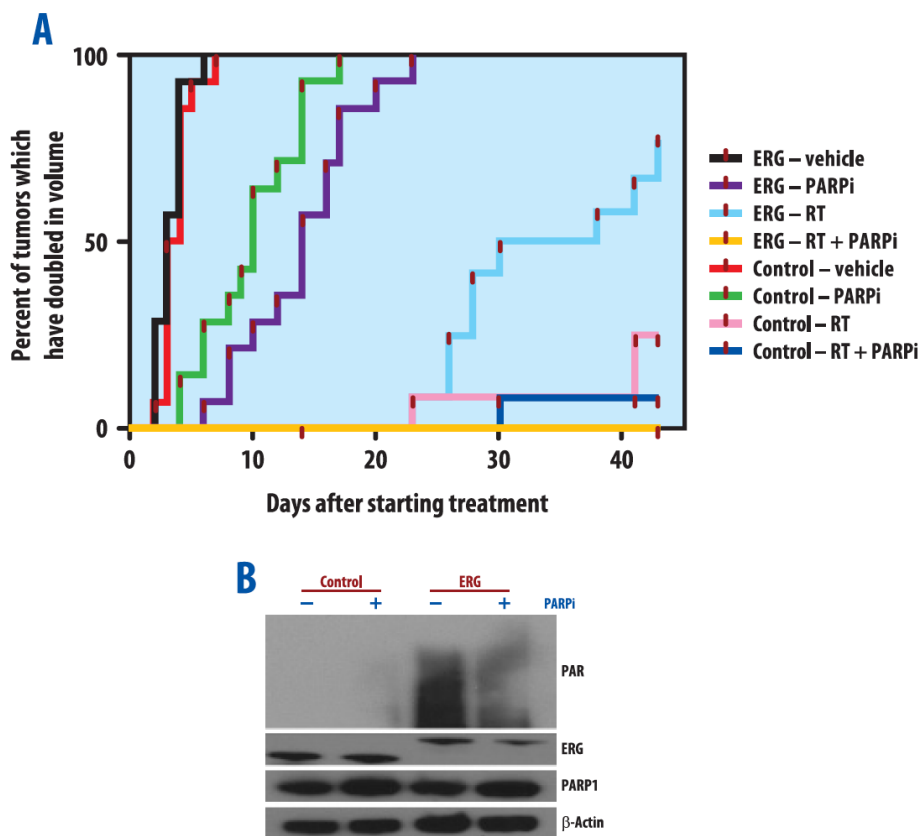 A
Percent of tumors which
have doubled in volume
100
50
0
0
10
20
30
40
Days after starting treatment
ERG – vehicle
ERG – PARPi
ERG – RT
ERG – RT + PARPi
Control – vehicle
Control – PARPi
Control – RT
Control – RT + PARPi
B
Control
ERG
– + – + PARPi
PAR
ERG
PARP1
β-Actin